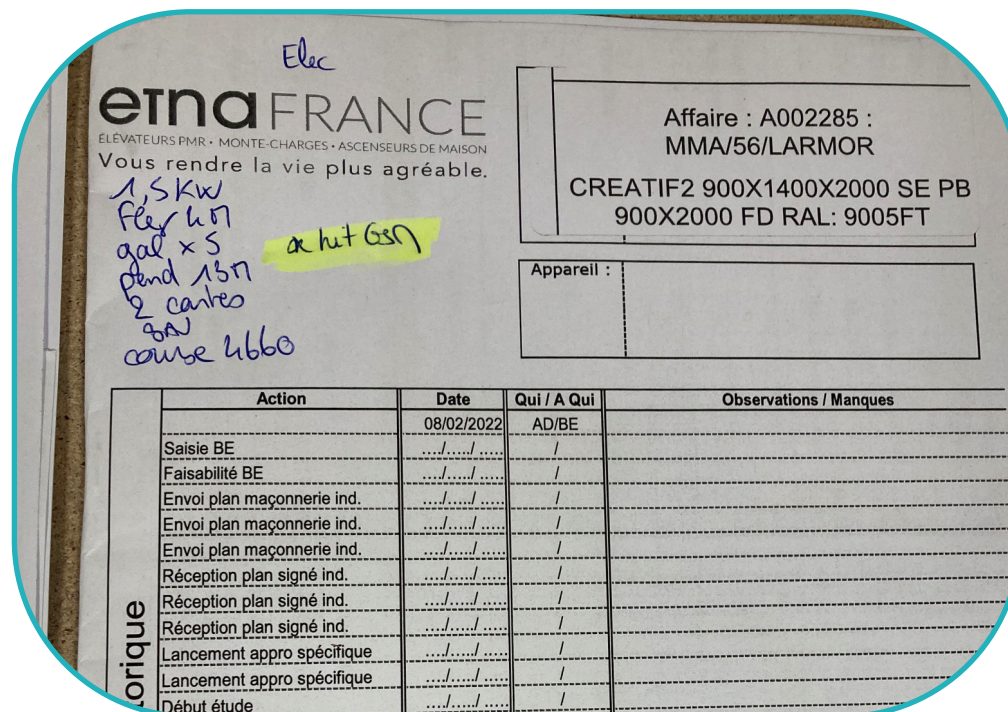 Elec
etna FRANCE
ÉLÉVATEURS PMR • MONTE-CHARGES • ASCENSEURS DE MAISON
Vous rendre la vie plus agréable.
Affaire : A002285 :
MMA/56/LARMOR
CREATIF2 900X1400X2000 SE PB
900X2000 FD RAL: 9005FT
1,5 KW
gal x 5
pend 13M
2 cartes
course 4660
GSM
Appareil :
Action Date Qui / A Qui Observations / Manques
08/02/2022 AD/BE
Saisie BE ..../...../ ..... /
Faisabilité BE ..../...../ ..... /
Envoi plan maçonnerie ind. ..../...../ ..... /
Envoi plan maçonnerie ind. ..../...../ ..... /
Envoi plan maçonnerie ind. ..../...../ ..... /
Réception plan signé ind. ..../...../ ..... /
Réception plan signé ind. ..../...../ ..... /
Réception plan signé ind. ..../...../ ..... /
Lancement appro spécifique ..../...../ ..... /
Lancement appro spécifique ..../...../ ..... /
Début étude ..../...../ ..... /
torique